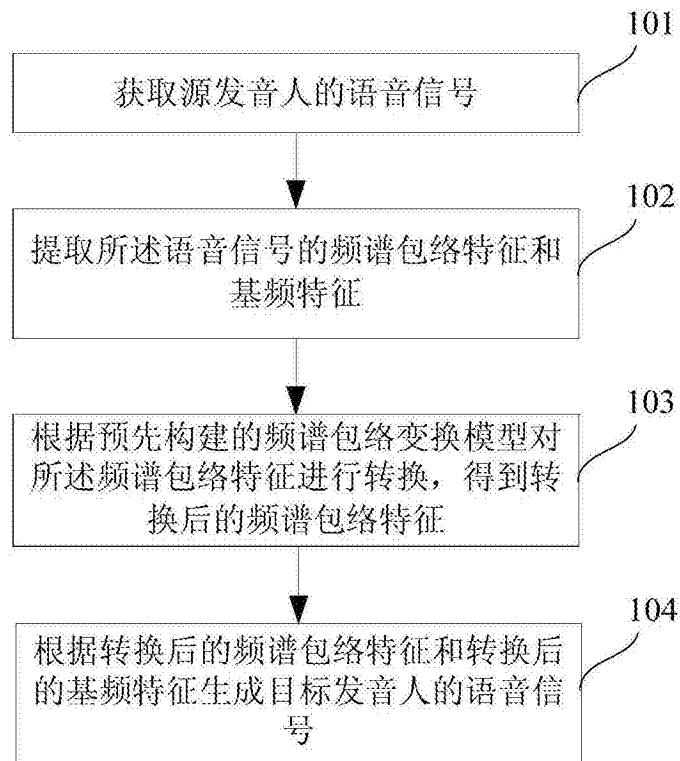 101
获取源发音人的语音信号
102
提取所述语音信号的频谱包络特征和
基频特征
103
根据预先构建的频谱包络变换模型对
所述频谱包络特征进行转换，得到转
换后的频谱包络特征
104
根据转换后的频谱包络特征和转换后
的基频特征生成目标发音人的语音信
号